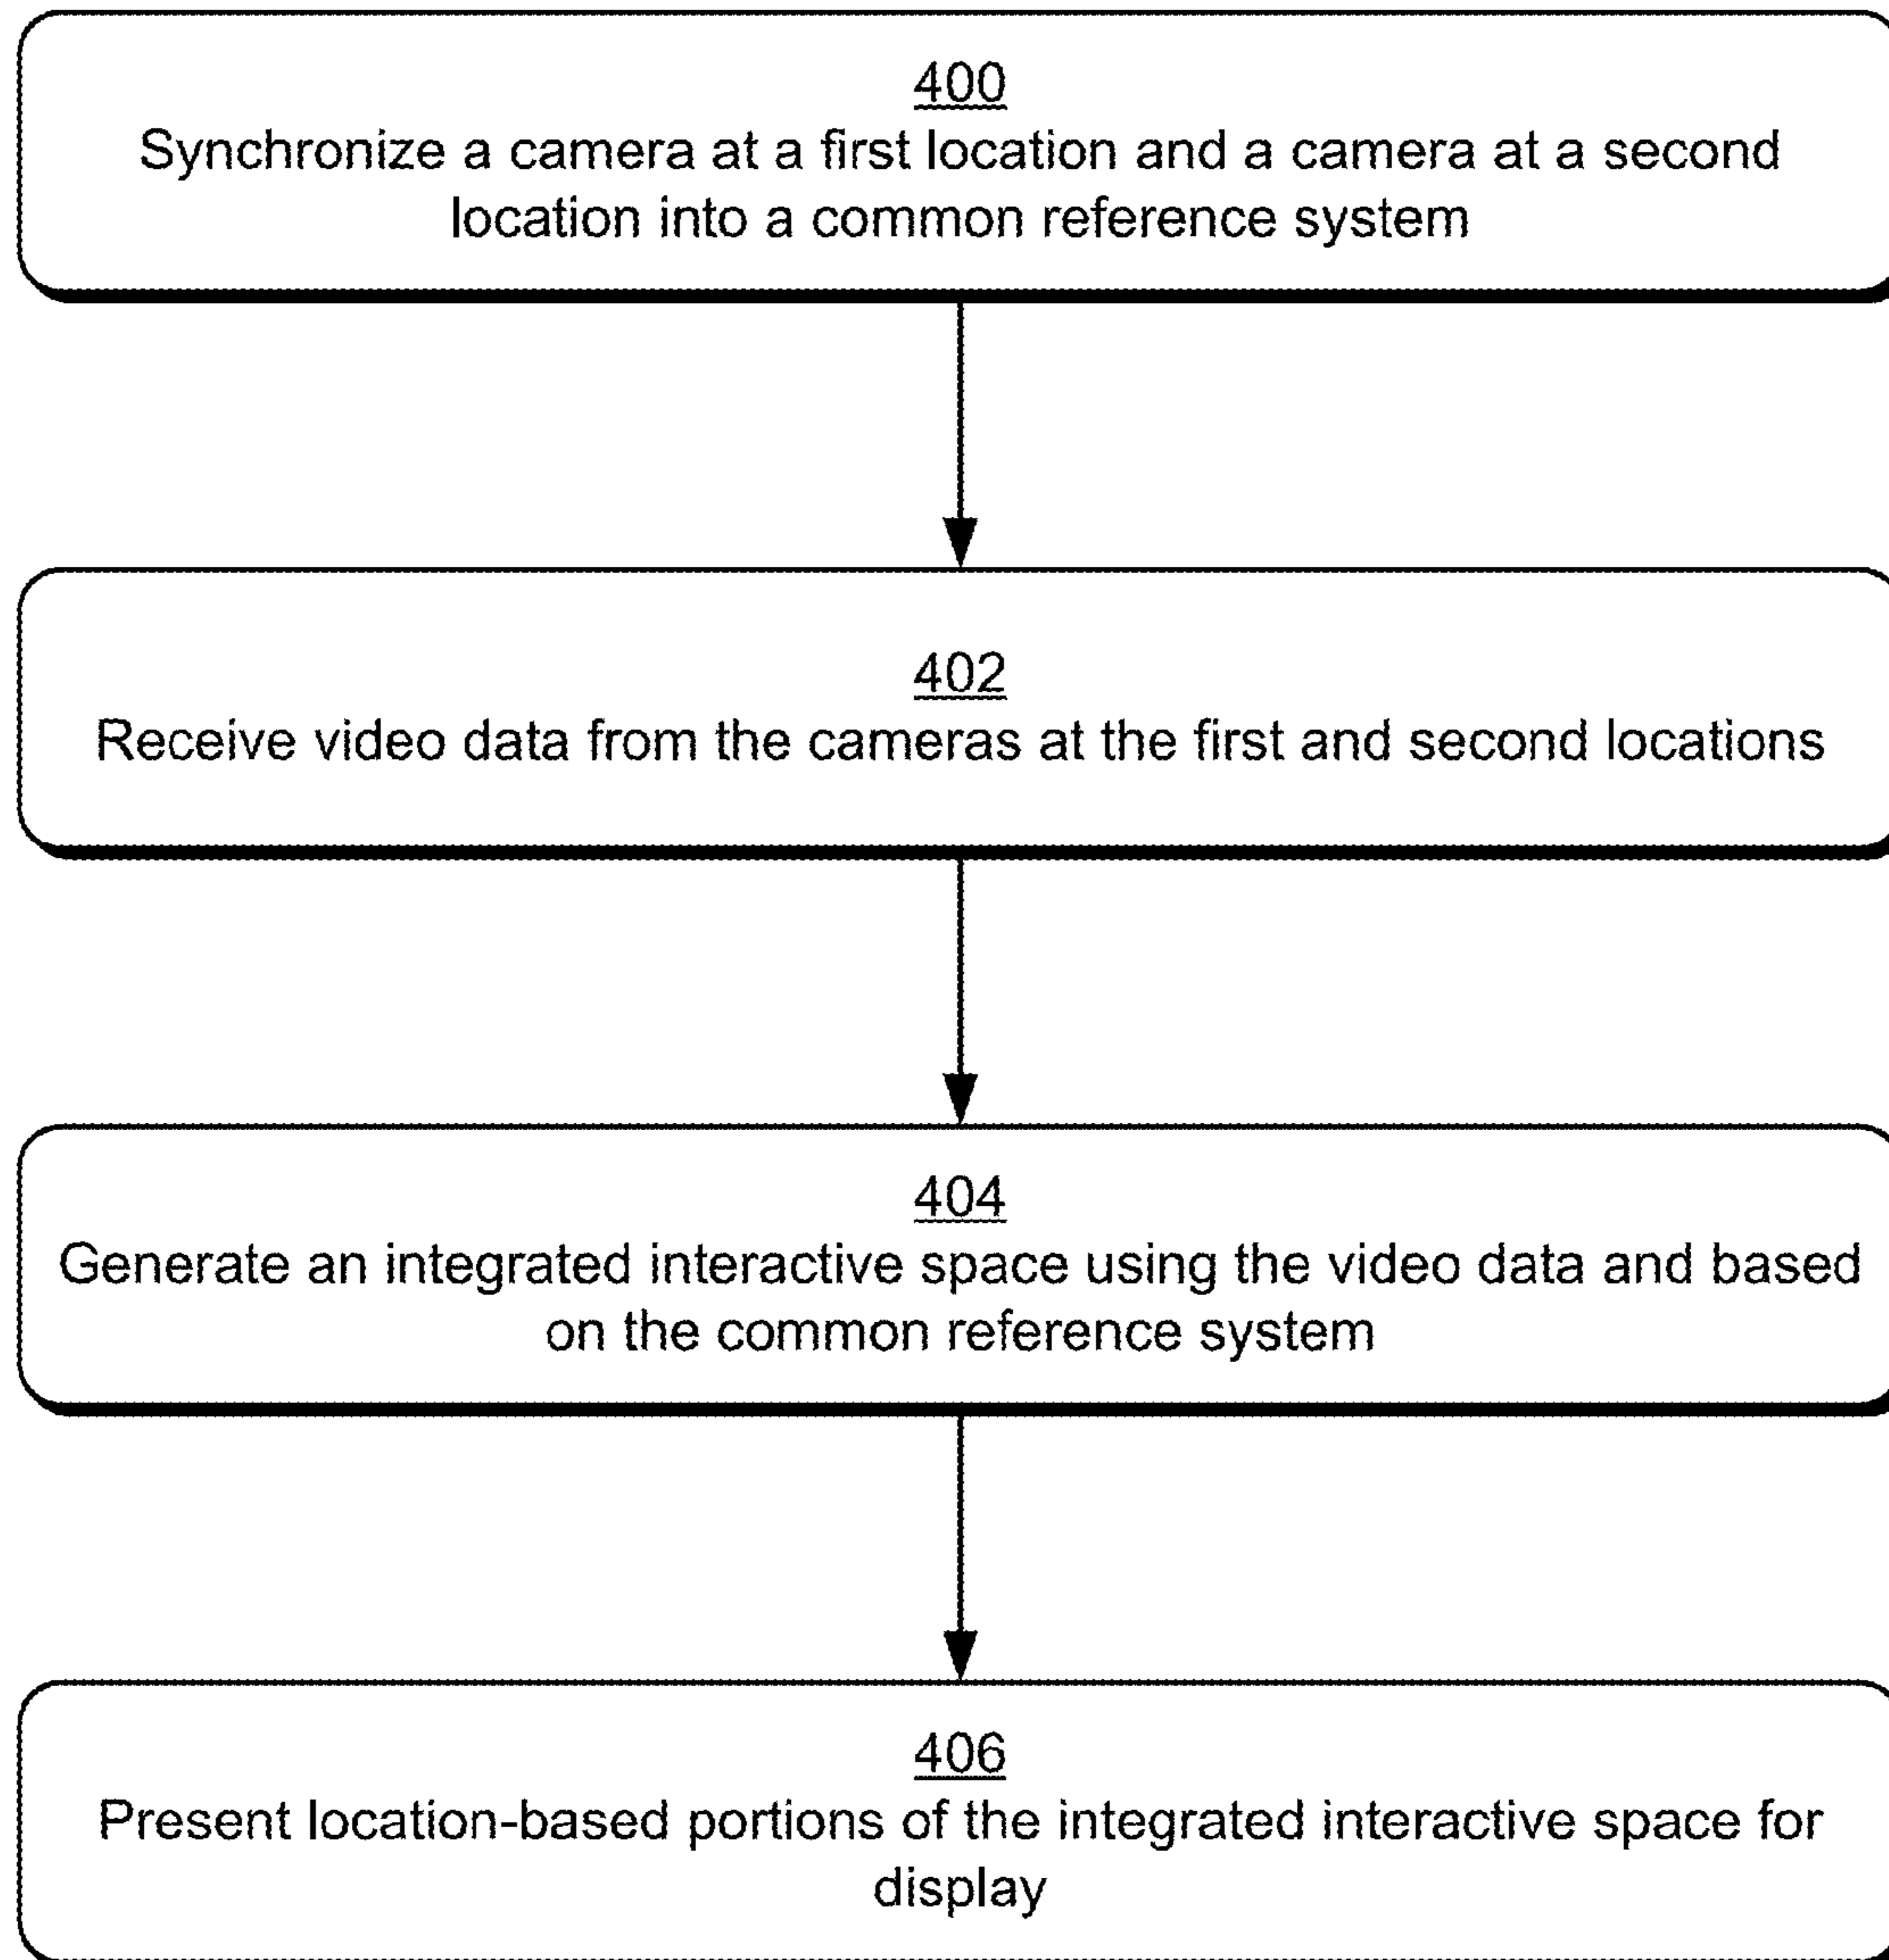 400
Synchronize a camera at a first location and a camera at a second
location into a common reference system
402
Receive video data from the cameras at the first and second locations
404
Generate an integrated interactive space using the video data and based
on the common reference system
406
Present location-based portions of the integrated interactive space for
display